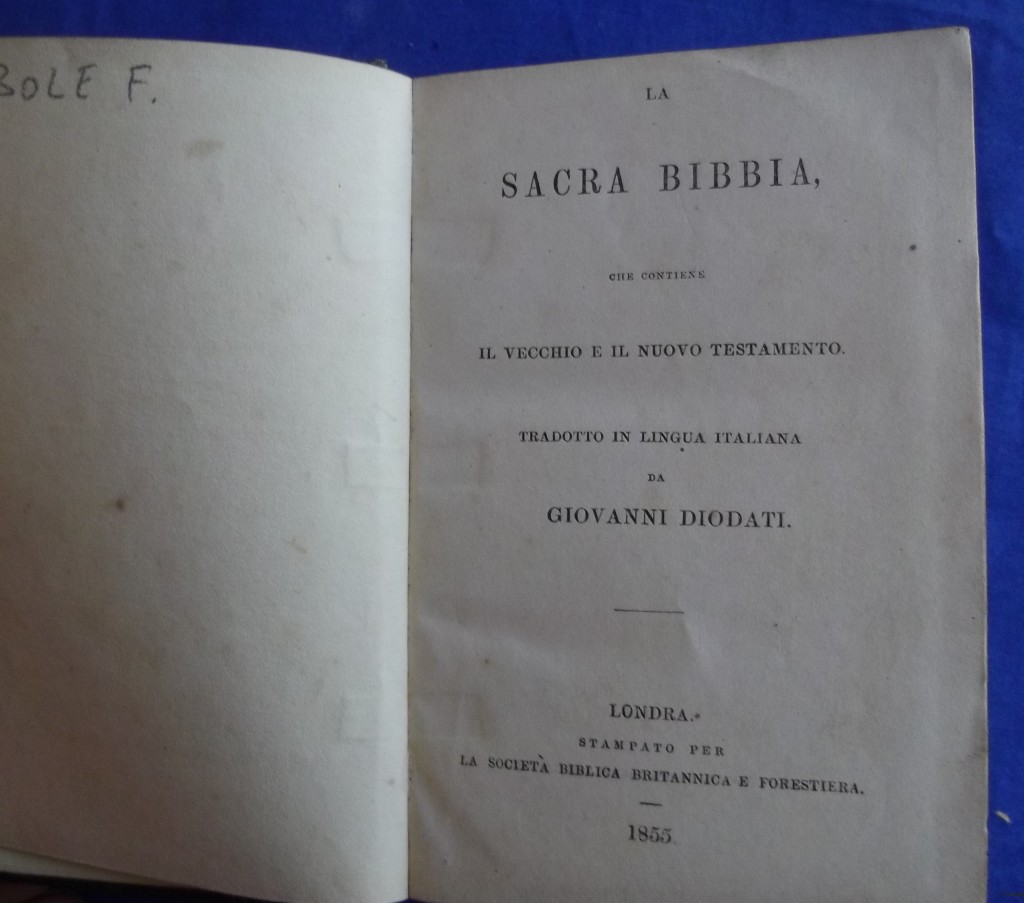 BOLE F.
LA
SACRA BIBBIA,
CHE CONTIENE
IL VECCHIO E IL NUOVO TESTAMENTO.
TRADOTTO IN LINGUA ITALIANA
DA
GIOVANNI DIODATI.
LONDRA.
STAMPATO PER
LA SOCIETÀ BIBLICA BRITANNICA E FORESTIERA.
1855.